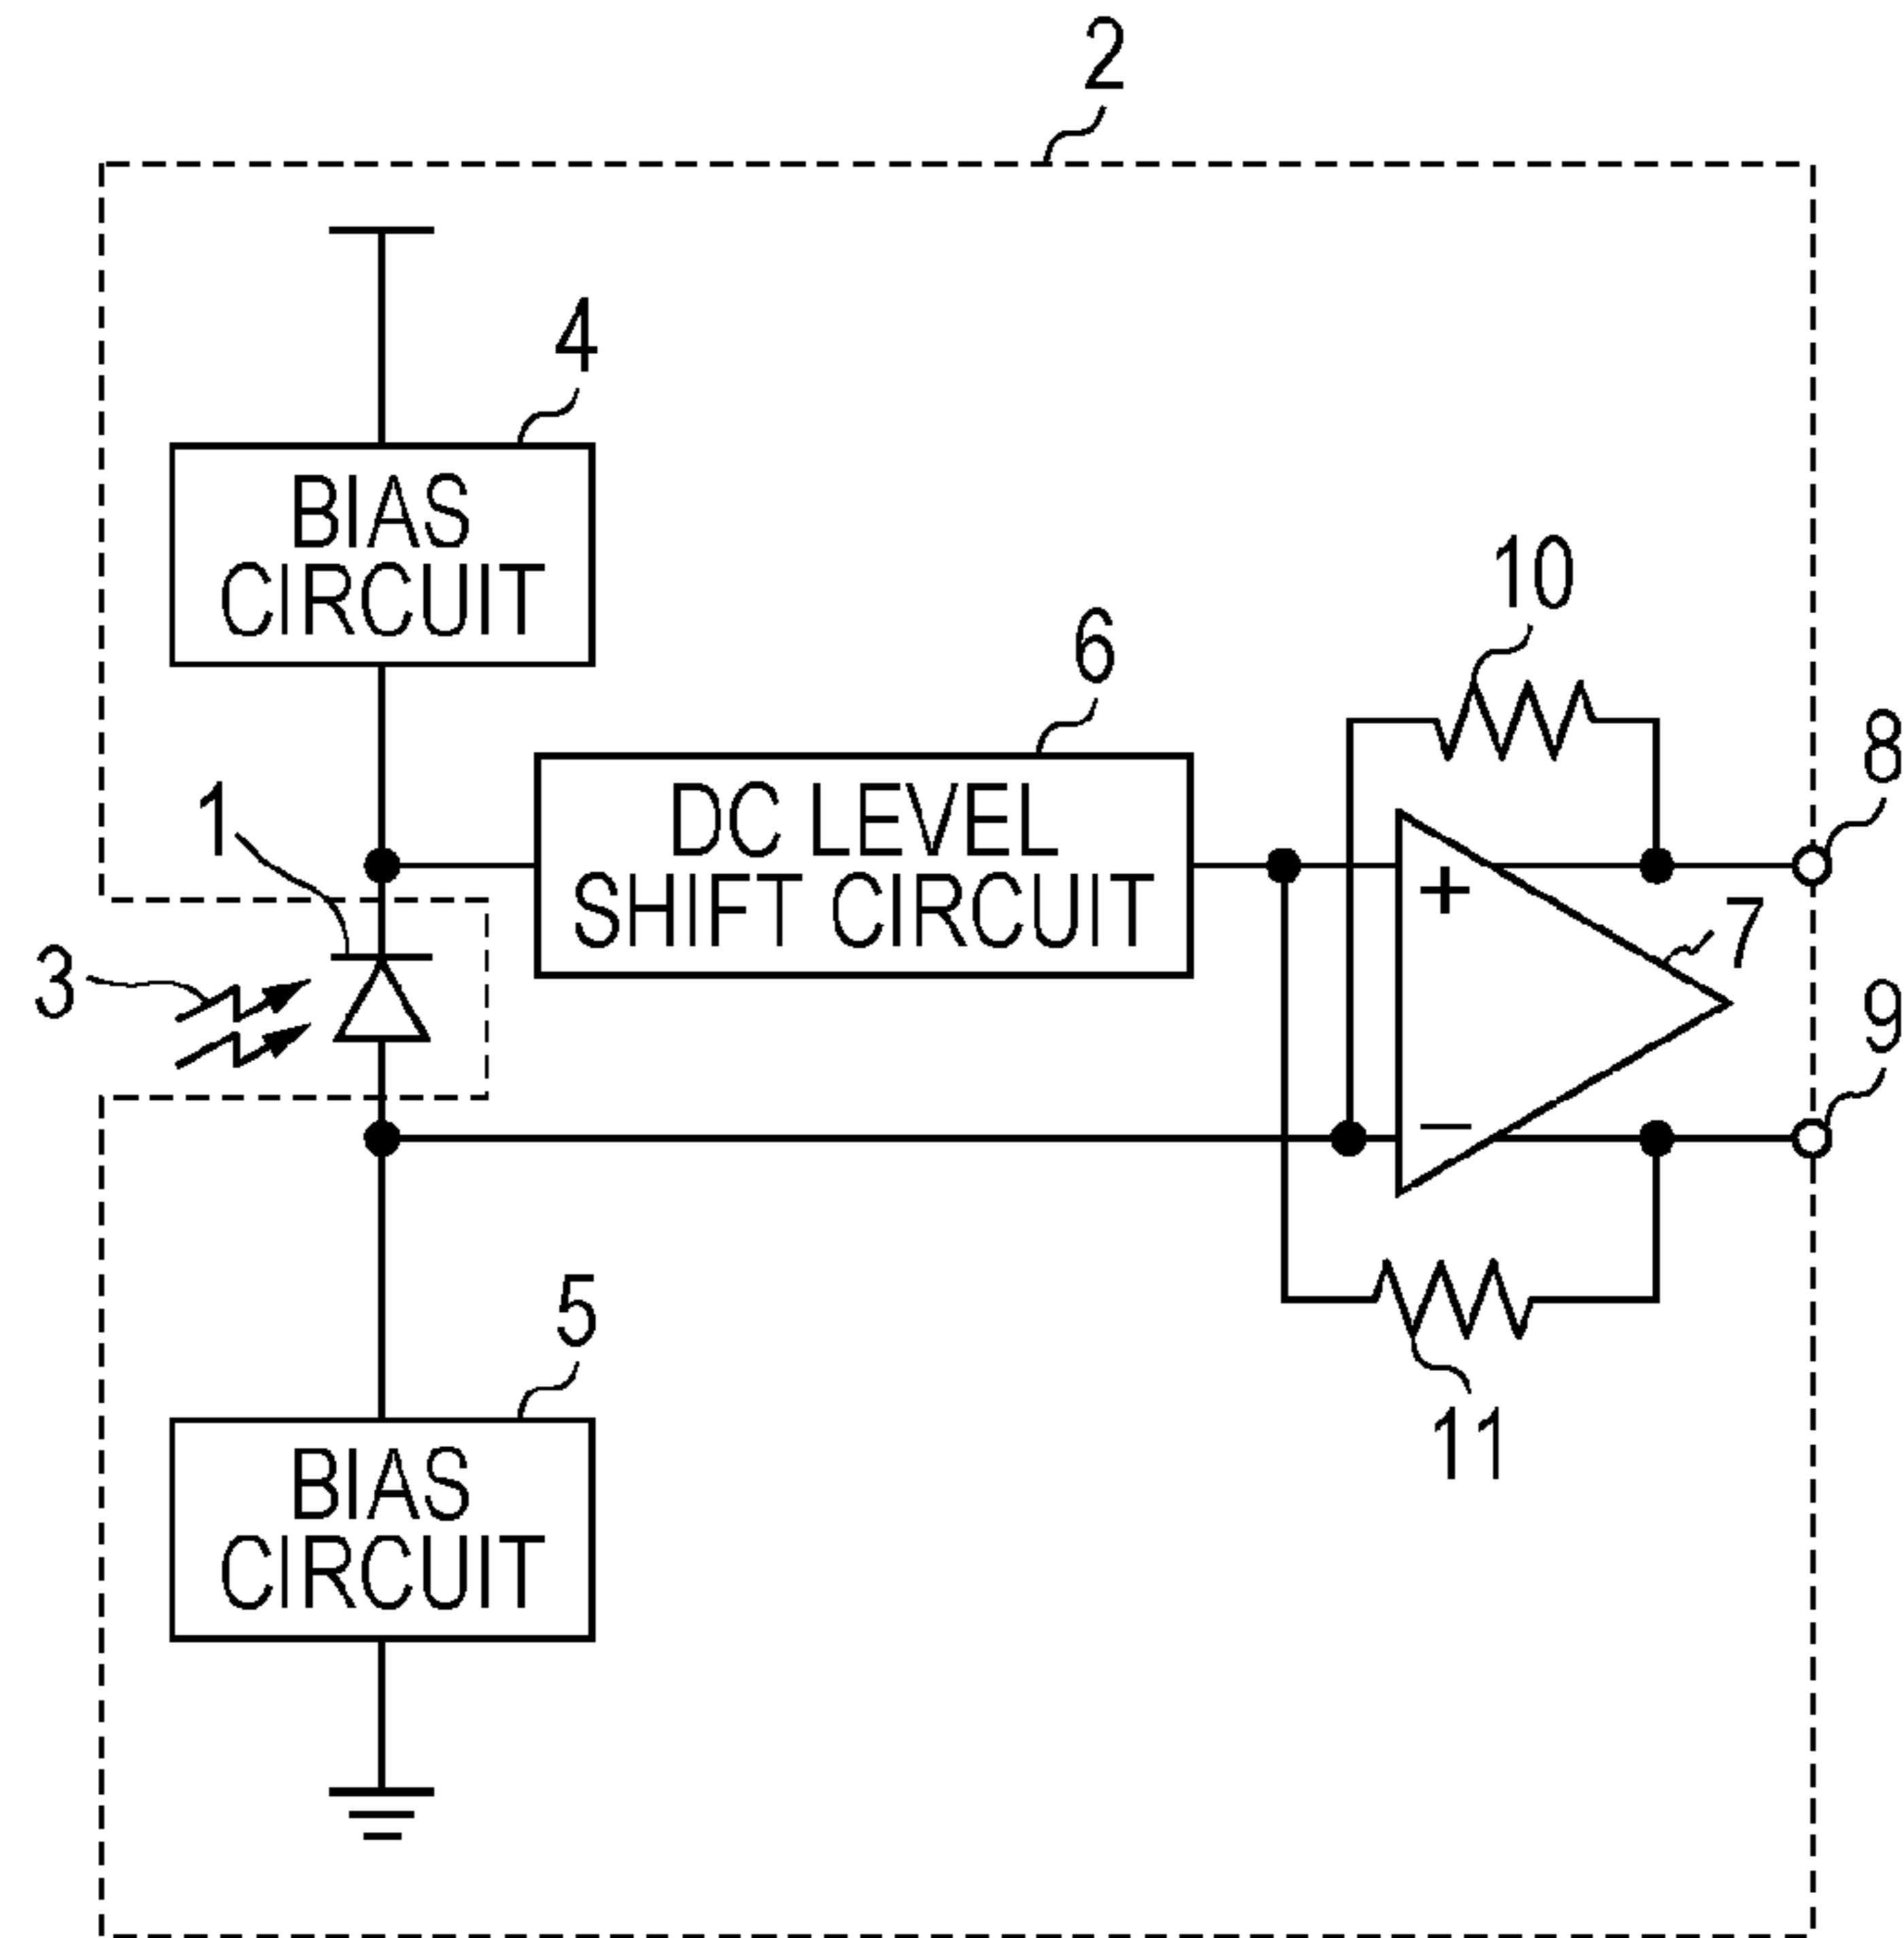 2
4
BIAS
CIRCUIT
10
6
8
1
DC LEVEL
SHIFT CIRCUIT
+
7
3
9
−
5
11
BIAS
CIRCUIT